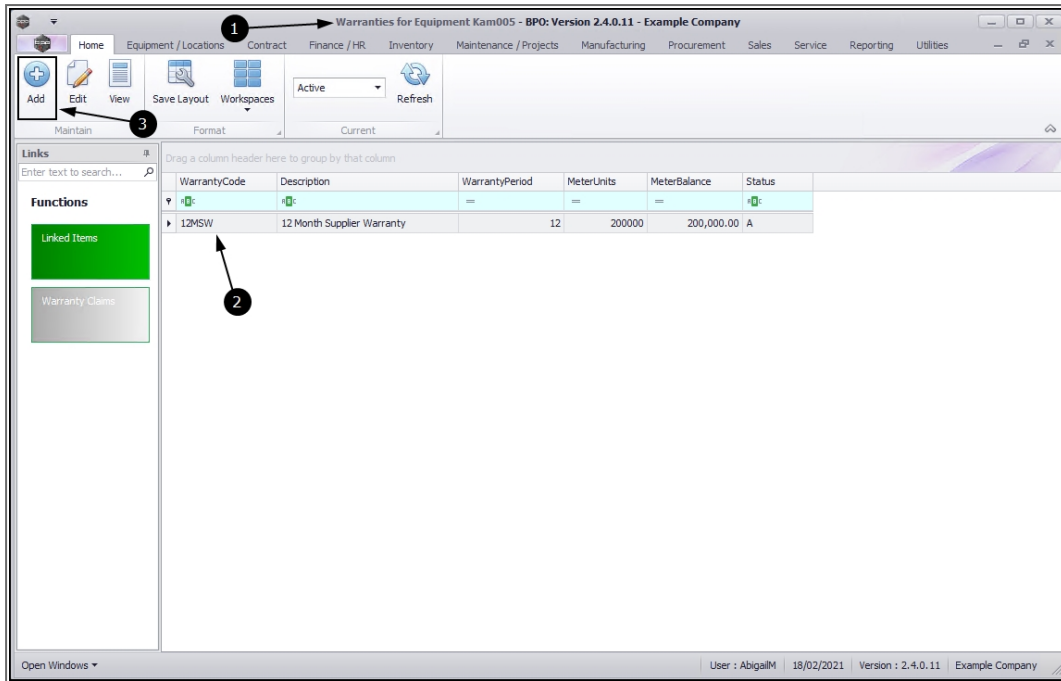 1
Warranties for Equipment Kam005 - BPO: Version 2.4.0.11 - Example Company
Home Equipment / Locations Contract Finance / HR Inventory Maintenance / Projects Manufacturing Procurement Sales Service Reporting Utilities
Add Edit View Save Layout Workspaces Active Refresh
3
Maintain Format Current
Links
Enter text to search...
Drag a column header here to group by that column
WarrantyCode Description WarrantyPeriod MeterUnits MeterBalance Status
Functions
= = =
12MSW 12 Month Supplier Warranty 12 200000 200,000.00 A
Linked Items
Warranty Claims
2
Open Windows User : AbigailM 18/02/2021 Version : 2.4.0.11 Example Company